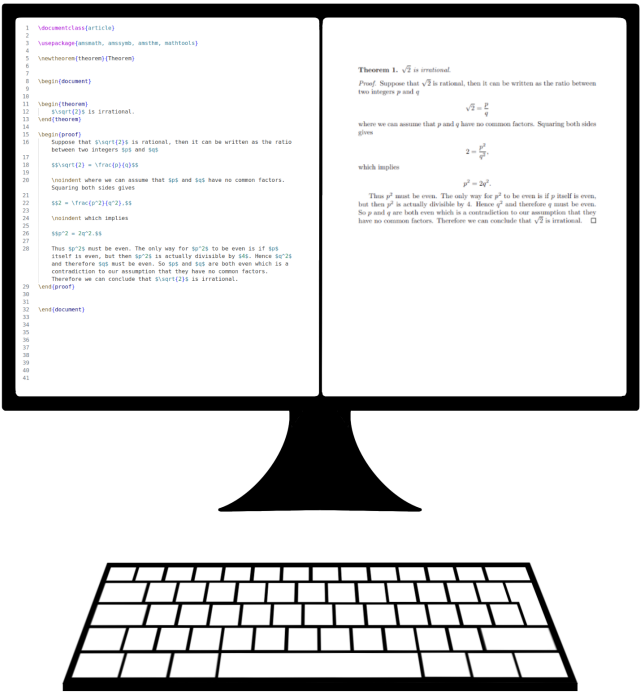 1 \documentclass{article}
2
3 \usepackage{amsmath, amssymb, amsthm, mathtools}
4
5 \newtheorem{theorem}{Theorem}
6
7
8 \begin{document}
9
10
11 \begin{theorem}
12 $\sqrt{2}$ is irrational.
13 \end{theorem}
14
15 \begin{proof}
16 Suppose that $\sqrt{2}$ is rational, then it can be written as the ratio
between two integers $p$ and $q$
17
18 $$\sqrt{2} = \frac{p}{q}$$
19
20 \noindent where we can assume that $p$ and $q$ have no common factors.
Squaring both sides gives
21
22 $$2 = \frac{p^2}{q^2},$$
23
24 \noindent which implies
25
26 $$p^2 = 2q^2.$$
27
28 Thus $p^2$ must be even. The only way for $p^2$ to be even is if $p$
itself is even, but then $p^2$ is actually divisible by $4$. Hence $q^2$
and therefore $q$ must be even. So $p$ and $q$ are both even which is a
contradiction to our assumption that they have no common factors.
Therefore we can conclude that $\sqrt{2}$ is irrational.
29 \end{proof}
30
31
32 \end{document}
33
34
35
36
37
38
39
40
41
Theorem 1. √2 is irrational.
Proof. Suppose that √2 is rational, then it can be written as the ratio between
two integers p and q
√2 = p/q
where we can assume that p and q have no common factors. Squaring both sides
gives
2 = p²/q²,
which implies
p² = 2q².
Thus p² must be even. The only way for p² to be even is if p itself is even,
but then p² is actually divisible by 4. Hence q² and therefore q must be even.
So p and q are both even which is a contradiction to our assumption that they
have no common factors. Therefore we can conclude that √2 is irrational. □